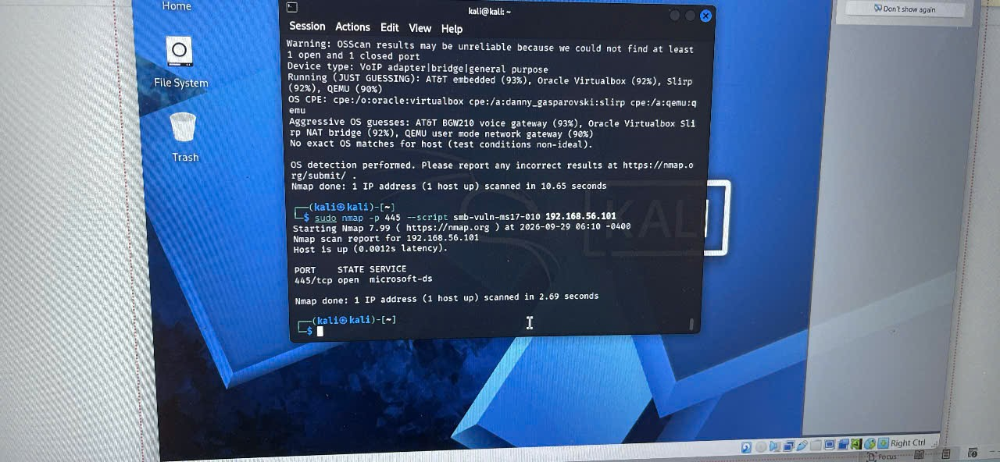 Home
kali@kali: ~
Don't show again
Session Actions Edit View Help
File System
Trash
Warning: OSScan results may be unreliable because we could not find at least
1 open and 1 closed port
Device type: VoIP adapter|bridge|general purpose
Running (JUST GUESSING): AT&T embedded (93%), Oracle Virtualbox (92%), Slirp
(92%), QEMU (90%)
OS CPE: cpe:/o:oracle:virtualbox cpe:/a:danny_gasparovski:slirp cpe:/a:qemu:q
emu
Aggressive OS guesses: AT&T BGW210 voice gateway (93%), Oracle Virtualbox Sli
rp NAT bridge (92%), QEMU user mode network gateway (90%)
No exact OS matches for host (test conditions non-ideal).
OS detection performed. Please report any incorrect results at https://nmap.o
rg/submit/ .
Nmap done: 1 IP address (1 host up) scanned in 10.65 seconds
┌──(kali㉿kali)-[~]
└─$ sudo nmap -p 445 --script smb-vuln-ms17-010 192.168.56.101
Starting Nmap 7.99 ( https://nmap.org ) at 2026-09-29 06:10 -0400
Nmap scan report for 192.168.56.101
Host is up (0.0012s latency).
PORT    STATE SERVICE
445/tcp open  microsoft-ds
Nmap done: 1 IP address (1 host up) scanned in 2.69 seconds
┌──(kali㉿kali)-[~]
└─$
KALI
Right Ctrl
Focus